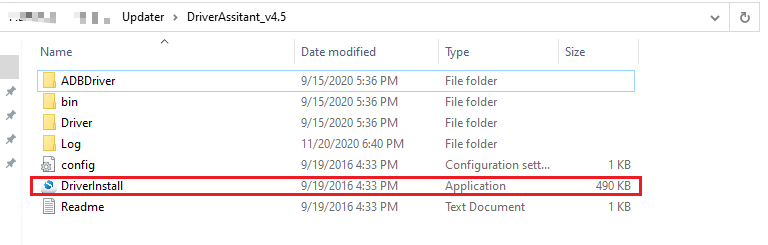 Updater > DriverAssitant_v4.5
Name Date modified Type Size
ADBDriver 9/15/2020 5:36 PM File folder
bin 9/15/2020 5:36 PM File folder
Driver 9/15/2020 5:36 PM File folder
Log 11/20/2020 6:40 PM File folder
config 9/19/2016 4:33 PM Configuration sett... 1 KB
DriverInstall 9/19/2016 4:33 PM Application 490 KB
Readme 9/19/2016 4:33 PM Text Document 1 KB